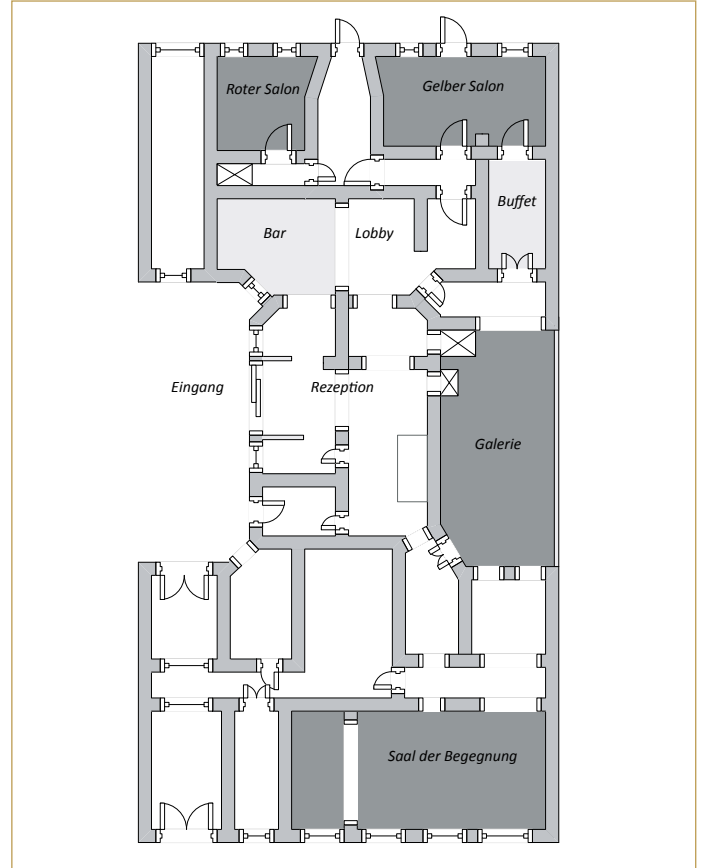 Roter Salon
Gelber Salon
Buffet
Bar
Lobby
Eingang
Rezeption
Galerie
Saal der Begegnung